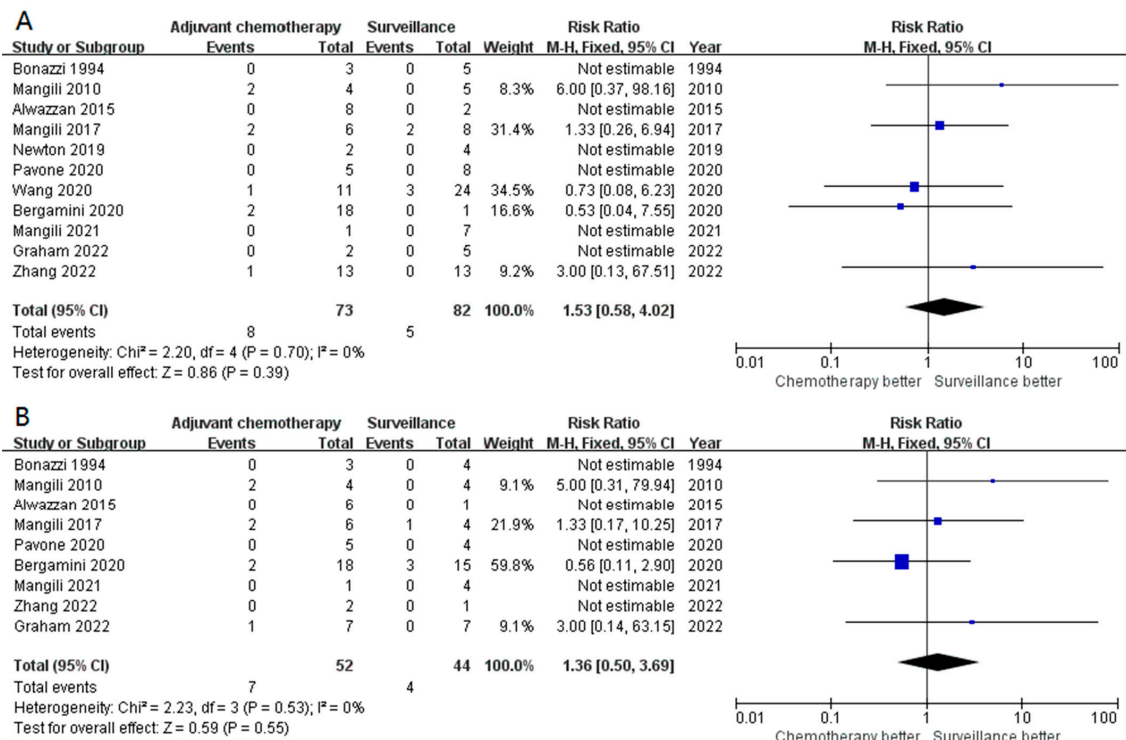 A
Adjuvant chemotherapy Surveillance Risk Ratio Risk Ratio
Study or Subgroup Events Total Events Total Weight M-H, Fixed, 95% CI Year M-H, Fixed, 95% CI
Bonazzi 1994 0 3 0 5 Not estimable 1994
Mangili 2010 2 4 0 5 8.3% 6.00 [0.37, 98.16] 2010
Alwazzan 2015 0 8 0 2 Not estimable 2015
Mangili 2017 2 6 2 8 31.4% 1.33 [0.26, 6.94] 2017
Newton 2019 0 2 0 4 Not estimable 2019
Pavone 2020 0 5 0 8 Not estimable 2020
Wang 2020 1 11 3 24 34.5% 0.73 [0.08, 6.23] 2020
Bergamini 2020 2 18 0 1 16.6% 0.53 [0.04, 7.55] 2020
Mangili 2021 0 1 0 7 Not estimable 2021
Graham 2022 0 2 0 5 Not estimable 2022
Zhang 2022 1 13 0 13 9.2% 3.00 [0.13, 67.51] 2022
Total (95% CI) 73 82 100.0% 1.53 [0.58, 4.02]
Total events 8 5
Heterogeneity: Chi² = 2.20, df = 4 (P = 0.70); I² = 0%
Test for overall effect: Z = 0.86 (P = 0.39)
0.01 0.1 1 10 100
Chemotherapy better Surveillance better
B
Adjuvant chemotherapy Surveillance Risk Ratio Risk Ratio
Study or Subgroup Events Total Events Total Weight M-H, Fixed, 95% CI Year M-H, Fixed, 95% CI
Bonazzi 1994 0 3 0 4 Not estimable 1994
Mangili 2010 2 4 0 4 9.1% 5.00 [0.31, 79.94] 2010
Alwazzan 2015 0 6 0 1 Not estimable 2015
Mangili 2017 2 6 1 4 21.9% 1.33 [0.17, 10.25] 2017
Pavone 2020 0 5 0 4 Not estimable 2020
Bergamini 2020 2 18 3 15 59.8% 0.56 [0.11, 2.90] 2020
Mangili 2021 0 1 0 4 Not estimable 2021
Zhang 2022 0 2 0 1 Not estimable 2022
Graham 2022 1 7 0 7 9.1% 3.00 [0.14, 63.15] 2022
Total (95% CI) 52 44 100.0% 1.36 [0.50, 3.69]
Total events 7 4
Heterogeneity: Chi² = 2.23, df = 3 (P = 0.53); I² = 0%
Test for overall effect: Z = 0.59 (P = 0.55)
0.01 0.1 1 10 100
Chemotherapy better Surveillance better